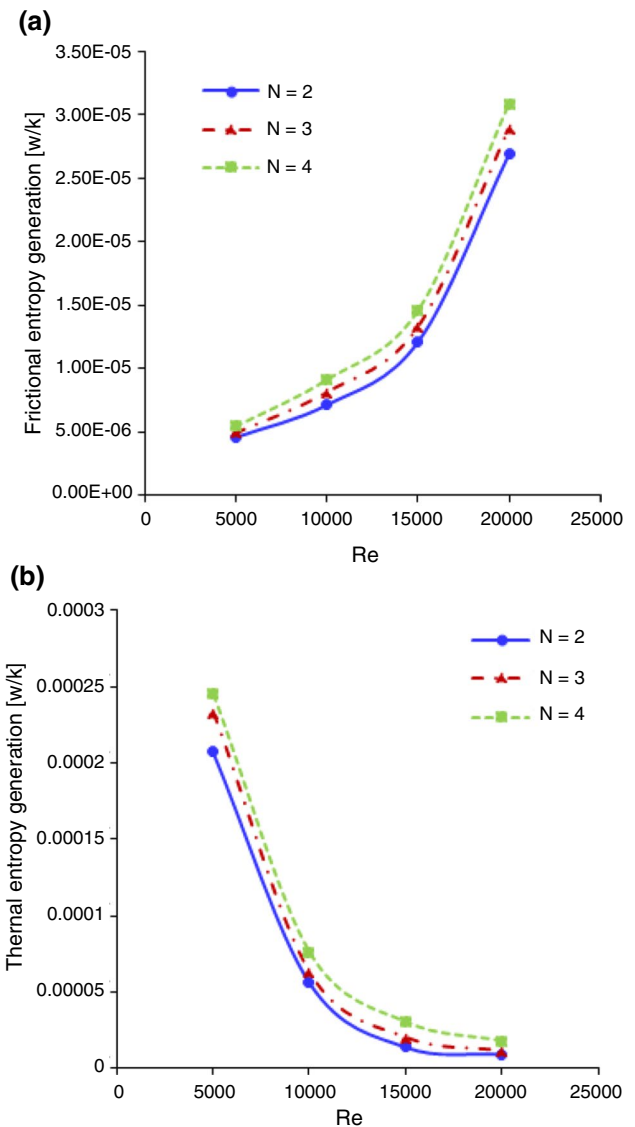 (a)
Frictional entropy generation [w/k]
3.50E-05
3.00E-05
2.50E-05
2.00E-05
1.50E-05
1.00E-05
5.00E-06
0.00E+00
N = 2
N = 3
N = 4
0 5000 10000 15000 20000 25000
Re
(b)
Thernal entropy generation [w/k]
0.0003
0.00025
0.0002
0.00015
0.0001
0.00005
0
N = 2
N = 3
N = 4
0 5000 10000 15000 20000 25000
Re